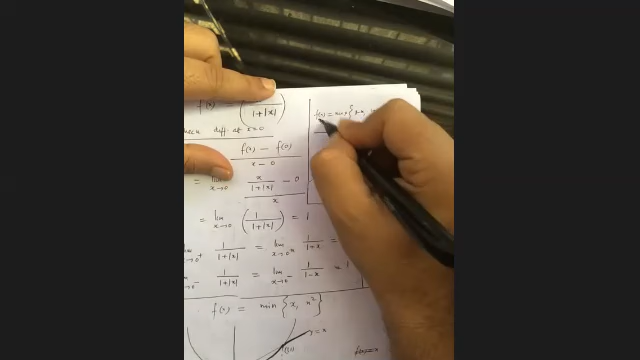 f(x) = (x / 1+|x|)
check diff at x=0
f(x) - f(0) / x - 0
= lim x→0 x/1+|x| - 0 / x
= lim x→0 (1/1+|x|) = 1
lim x→0+ 1/1+|x| = lim x→0+ 1/1+x =
lim x→0- 1/1+|x| = lim x→0- 1/1-x = 1
f(x) = min {x, x²}
y=x
f(x) =